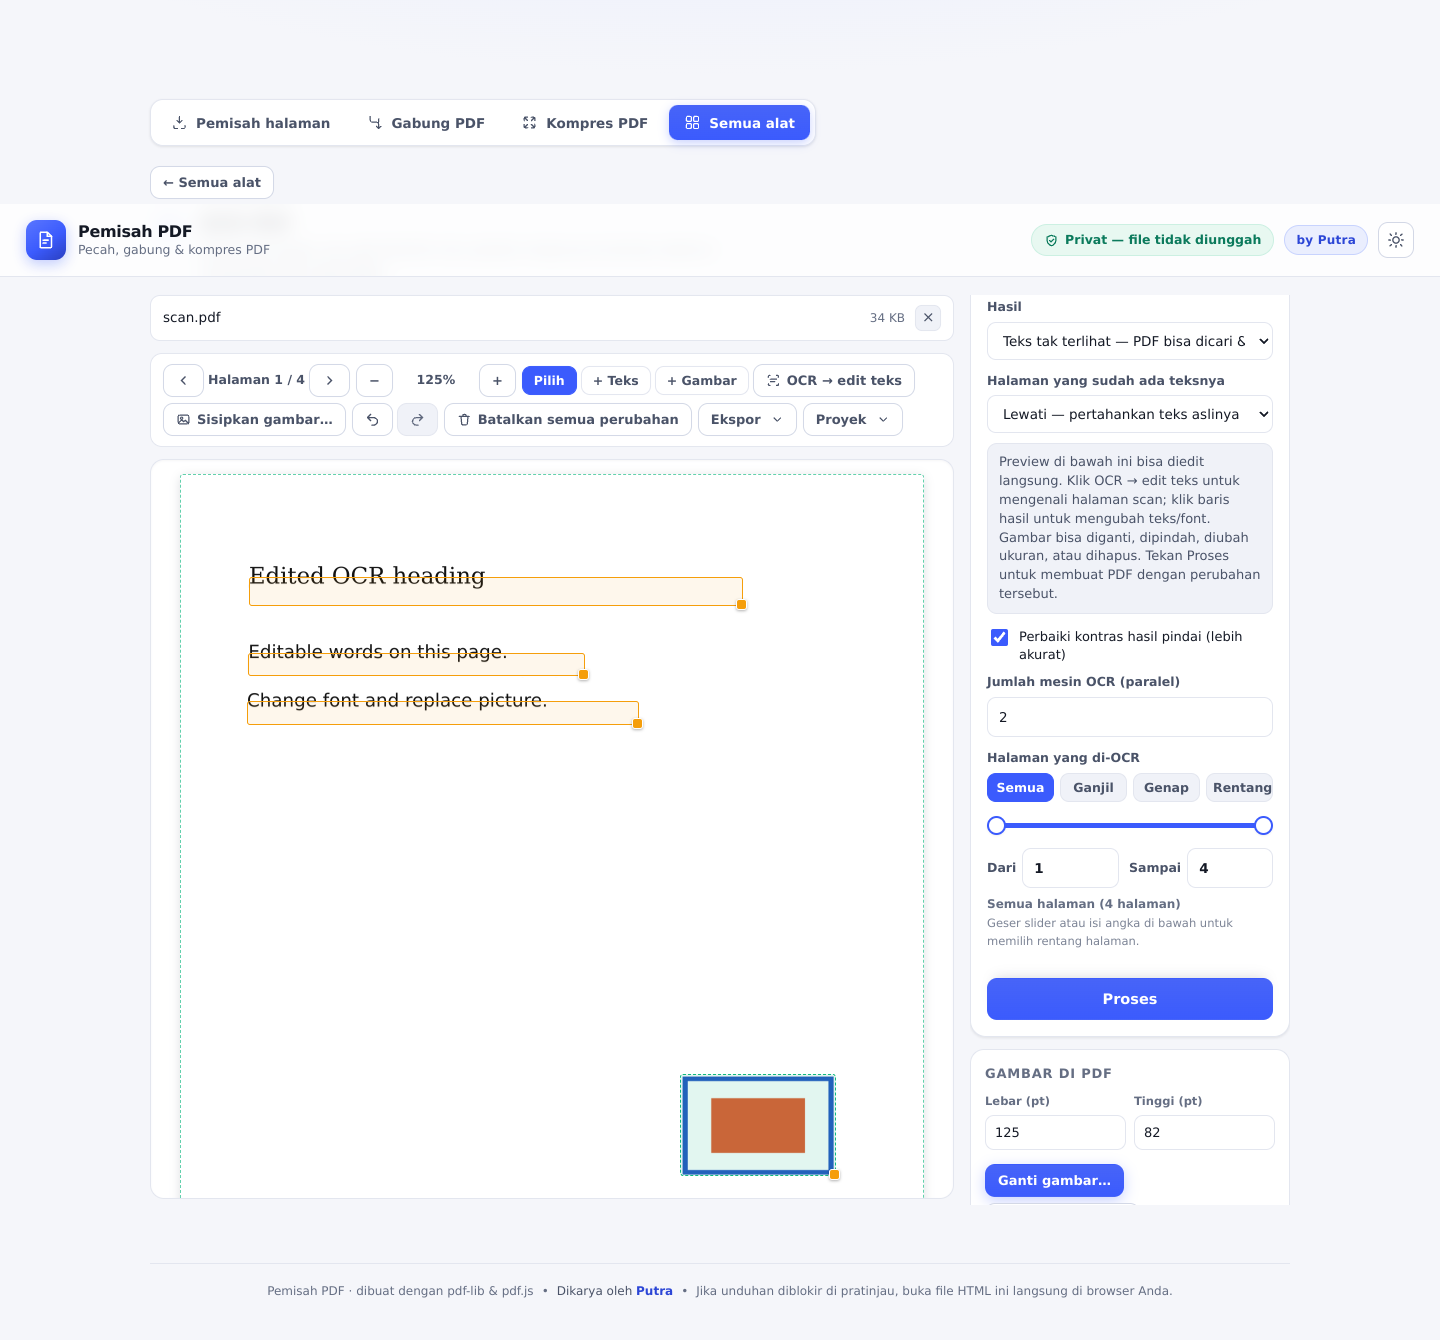 Pemisah halaman
Gabung PDF
Kompres PDF
Semua alat
← Semua alat
Pemisah PDF
Pecah, gabung & kompres PDF
Privat — file tidak diunggah
by Putra
scan.pdf
34 KB
Halaman 1 / 4
−
125%
+
Pilih
+ Teks
+ Gambar
OCR → edit teks
Sisipkan gambar...
Batalkan semua perubahan
Ekspor
Proyek
Edited OCR heading
Editable words on this page.
Change font and replace picture.
Hasil
Teks tak terlihat — PDF bisa dicari &
Halaman yang sudah ada teksnya
Lewati — pertahankan teks aslinya
Preview di bawah ini bisa diedit
langsung. Klik OCR → edit teks untuk
mengenali halaman scan; klik baris
hasil untuk mengubah teks/font.
Gambar bisa diganti, dipindah, diubah
ukuran, atau dihapus. Tekan Proses
untuk membuat PDF dengan perubahan
tersebut.
Perbaiki kontras hasil pindai (lebih
akurat)
Jumlah mesin OCR (paralel)
2
Halaman yang di-OCR
Semua
Ganjil
Genap
Rentang
Dari 1 Sampai 4
Semua halaman (4 halaman)
Geser slider atau isi angka di bawah untuk
memilih rentang halaman.
Proses
GAMBAR DI PDF
Lebar (pt) Tinggi (pt)
125 82
Ganti gambar...
Pemisah PDF · dibuat dengan pdf-lib & pdf.js • Dikarya oleh Putra • Jika unduhan diblokir di pratinjau, buka file HTML ini langsung di browser Anda.